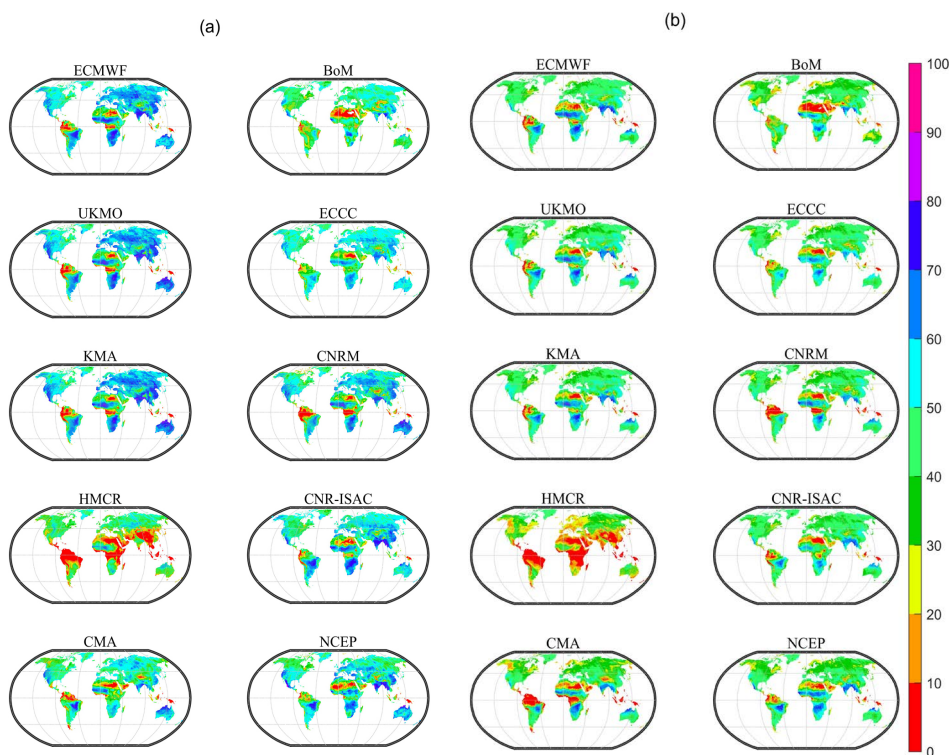 (a)
(b)
ECMWF
BoM
ECMWF
BoM
UKMO
ECCC
UKMO
ECCC
KMA
CNRM
KMA
CNRM
HMCR
CNR-ISAC
HMCR
CNR-ISAC
CMA
NCEP
CMA
NCEP
100
90
80
70
60
50
40
30
20
10
0